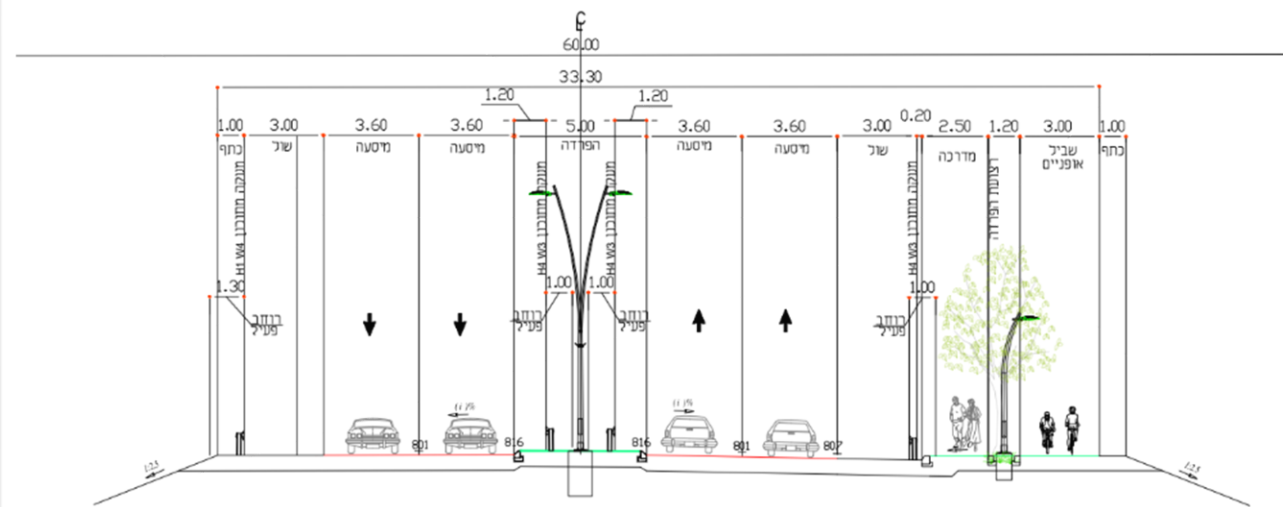 ℄
60.00
33.30
1.20
1.20
1.00
3.00
3.60
3.60
5.00
3.60
3.60
3.00
0.20
2.50
1.20
3.00
1.00
כתף
שול
מיסעה
מיסעה
הפרדה
מיסעה
מיסעה
שול
מדרכה
רצועת הפרדה
שביל
אופניים
כתף
מעקה מתוכנן H1 W4
מעקה מתוכנן H4 W3
מעקה מתוכנן H4 W3
מעקה מתוכנן H4 W3
1.30
1.00
1.00
1.00
רוחב
פעיל
רוחב
פעיל
רוחב
פעיל
רוחב
פעיל
801
816
816
801
807